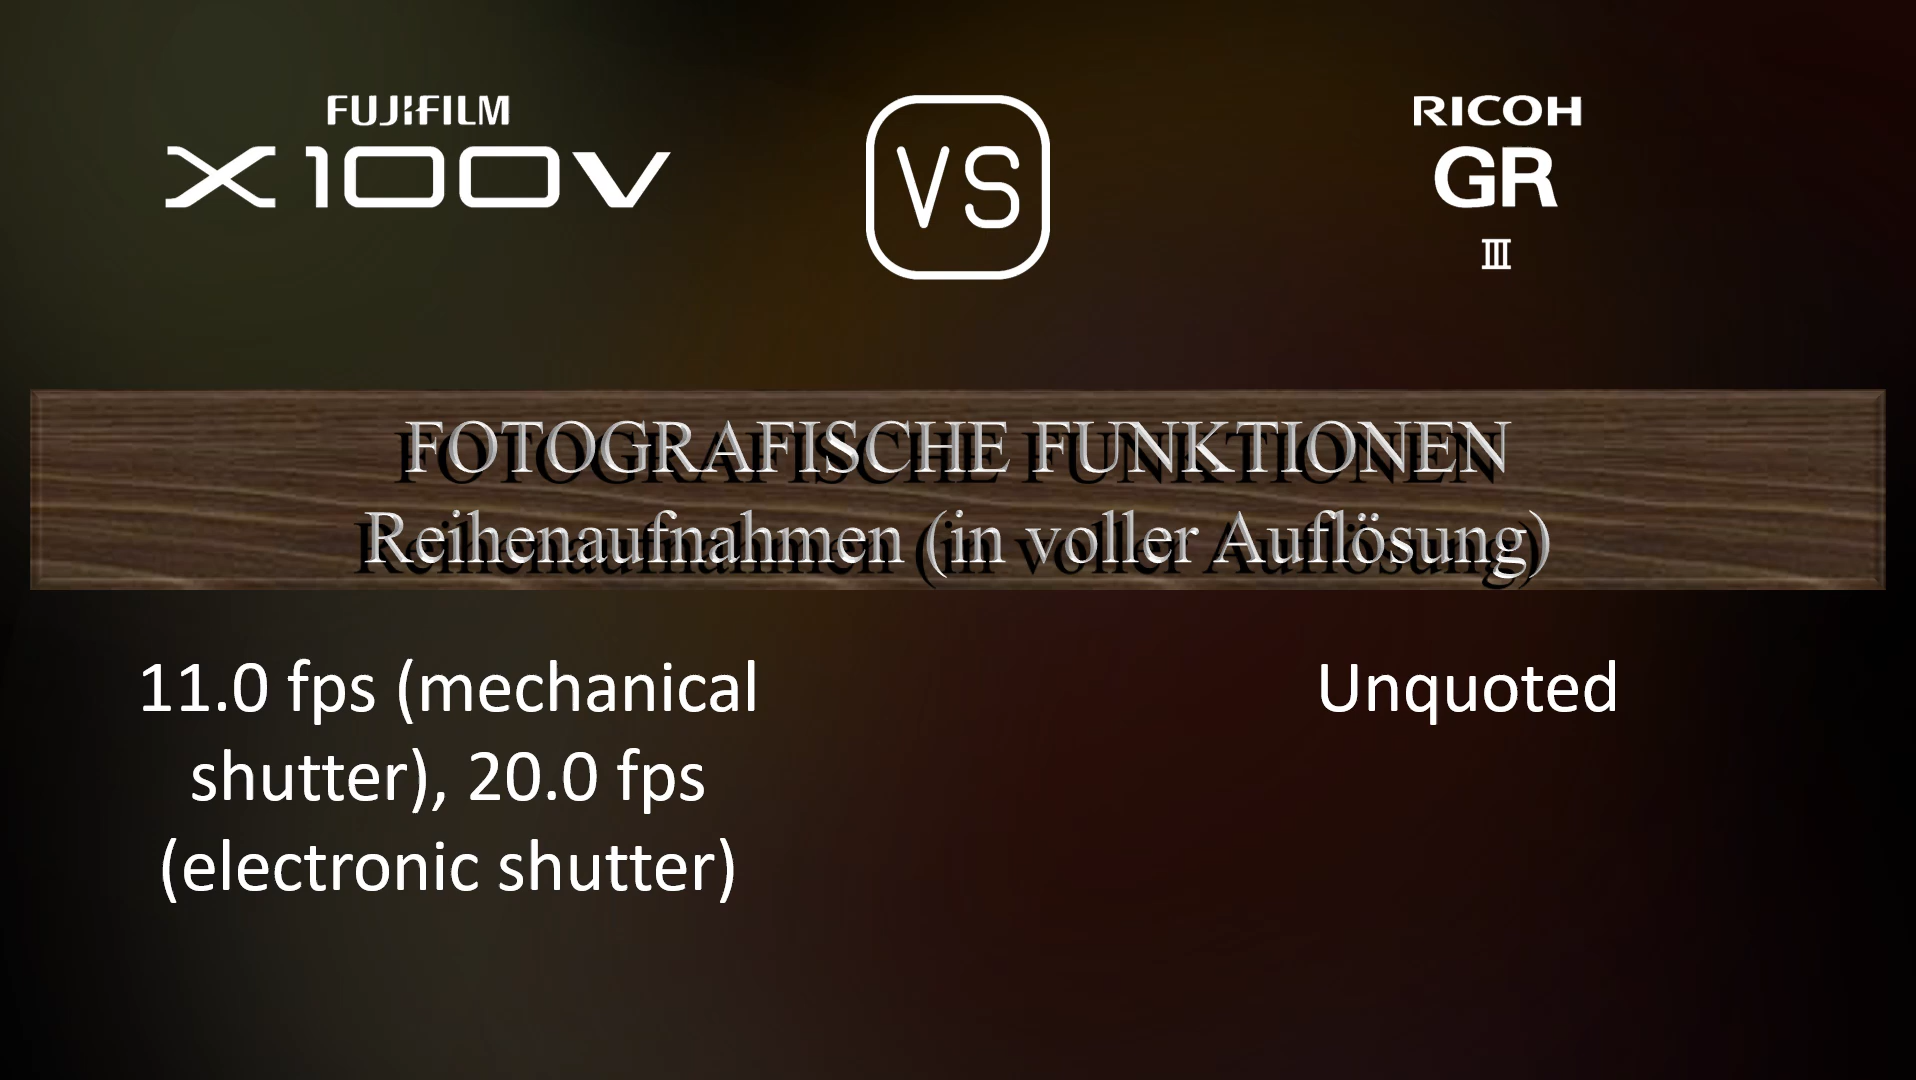 FUJIFILM
X100V
VS
RICOH
GR
III
FOTOGRAFISCHE FUNKTIONEN
Reihenaufnahmen (in voller Auflösung)
11.0 fps (mechanical
shutter), 20.0 fps
(electronic shutter)
Unquoted